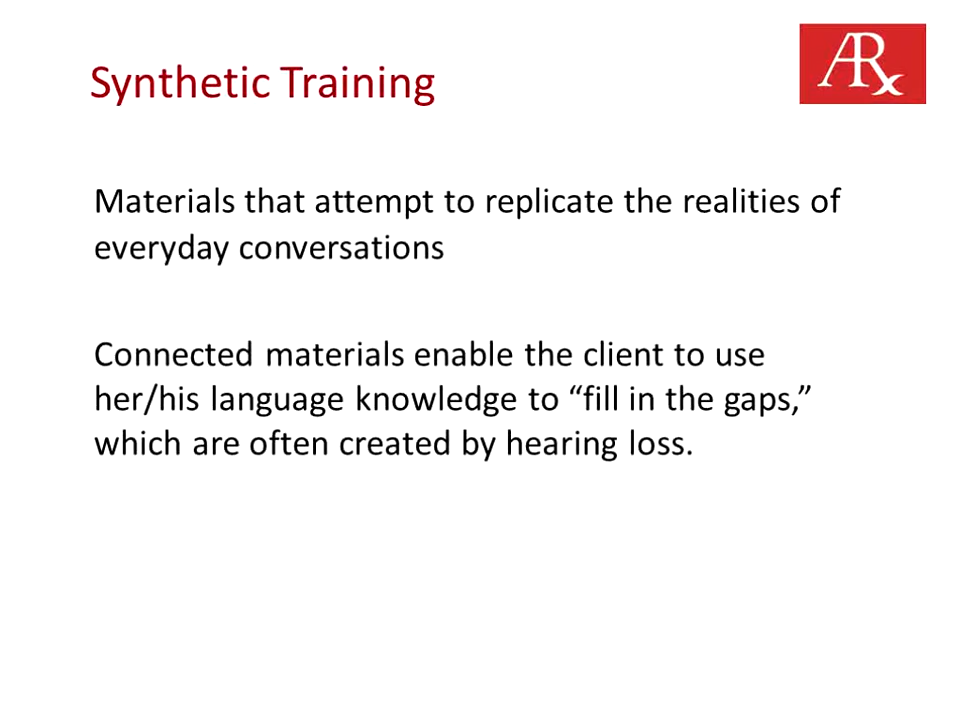 Synthetic Training
ARx
Materials that attempt to replicate the realities of
everyday conversations
Connected materials enable the client to use
her/his language knowledge to “fill in the gaps,”
which are often created by hearing loss.